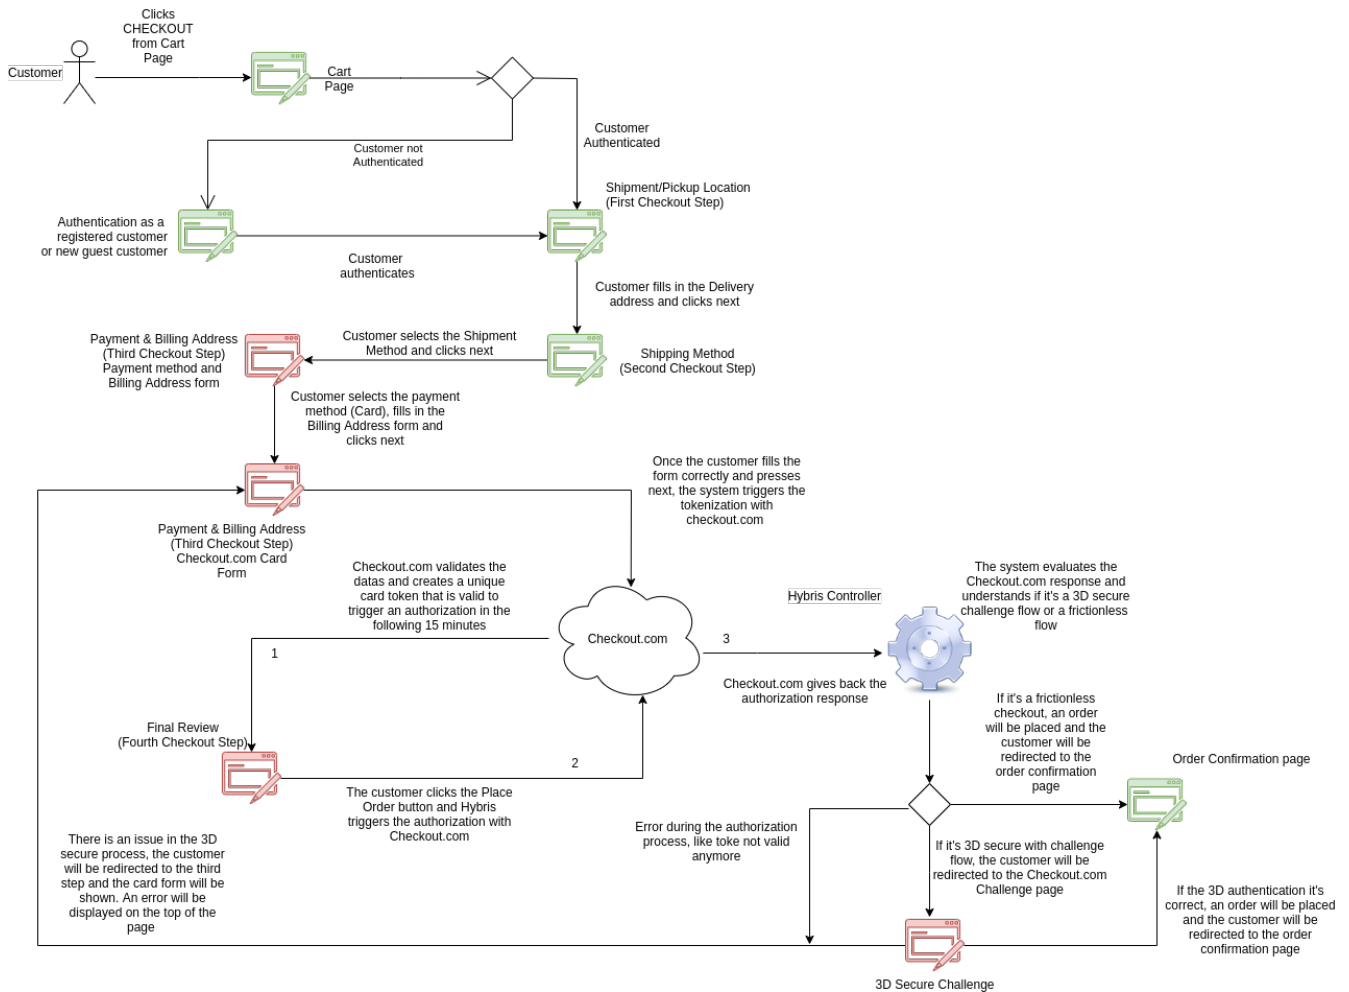 Clicks
CHECKOUT
from Cart
Page
Customer
Cart
Page
Customer
Authenticated
Customer not
Authenticated
Shipment/Pickup Location
(First Checkout Step)
Authentication as a
registered customer
or new guest customer
Customer
authenticates
Customer fills in the Delivery
address and clicks next
Payment & Billing Address
(Third Checkout Step)
Payment method and
Billing Address form
Customer selects the Shipment
Method and clicks next
Shipping Method
(Second Checkout Step)
Customer selects the payment
method (Card), fills in the
Billing Address form and
clicks next
Once the customer fills the
form correctly and presses
next, the system triggers the
tokenization with
checkout.com
Payment & Billing Address
(Third Checkout Step)
Checkout.com Card
Form
Checkout.com validates the
datas and creates a unique
card token that is valid to
trigger an authorization in the
following 15 minutes
Checkout.com
Hybris Controller
The system evaluates the
Checkout.com response and
understands if it's a 3D secure
challenge flow or a frictionless
flow
1
3
Checkout.com gives back the
authorization response
If it's a frictionless
checkout, an order
will be placed and the
customer will be
redirected to the
order confirmation
page
Final Review
(Fourth Checkout Step)
2
Order Confirmation page
The customer clicks the Place
Order button and Hybris
triggers the authorization with
Checkout.com
Error during the authorization
process, like toke not valid
anymore
There is an issue in the 3D
secure process, the customer
will be redirected to the third
step and the card form will be
shown. An error will be
displayed on the top of the
page
If it's 3D secure with challenge
flow, the customer will be
redirected to the Checkout.com
Challenge page
If the 3D authentication it's
correct, an order will be placed
and the customer will be
redirected to the order
confirmation page
3D Secure Challenge